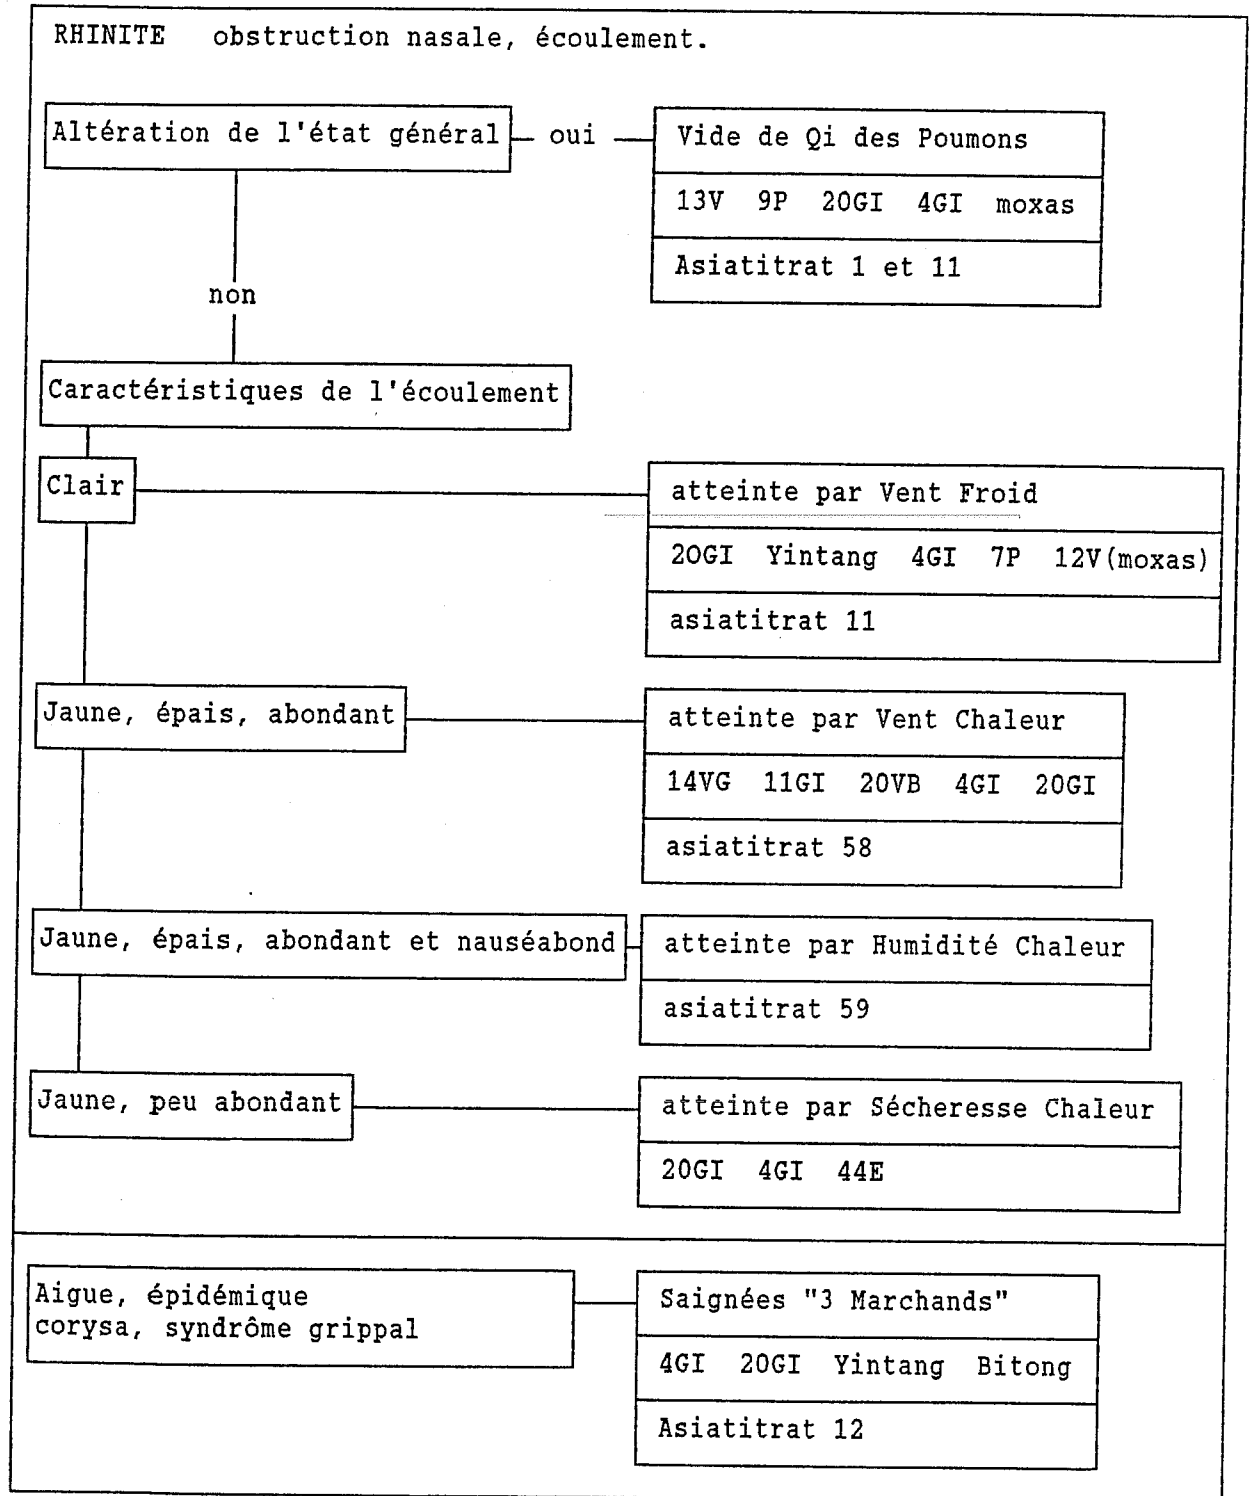 RHINITE obstruction nasale, écoulement.
Altération de l'état général
oui
Vide de Qi des Poumons
13V 9P 20GI 4GI moxas
Asiatitrat 1 et 11
non
Caractéristiques de l'écoulement
Clair
atteinte par Vent Froid
20GI Yintang 4GI 7P 12V(moxas)
asiatitrat 11
Jaune, épais, abondant
atteinte par Vent Chaleur
14VG 11GI 20VB 4GI 20GI
asiatitrat 58
Jaune, épais, abondant et nauséabond
atteinte par Humidité Chaleur
asiatitrat 59
Jaune, peu abondant
atteinte par Sécheresse Chaleur
20GI 4GI 44E
Aigue, épidémique
corysa, syndrôme grippal
Saignées "3 Marchands"
4GI 20GI Yintang Bitong
Asiatitrat 12